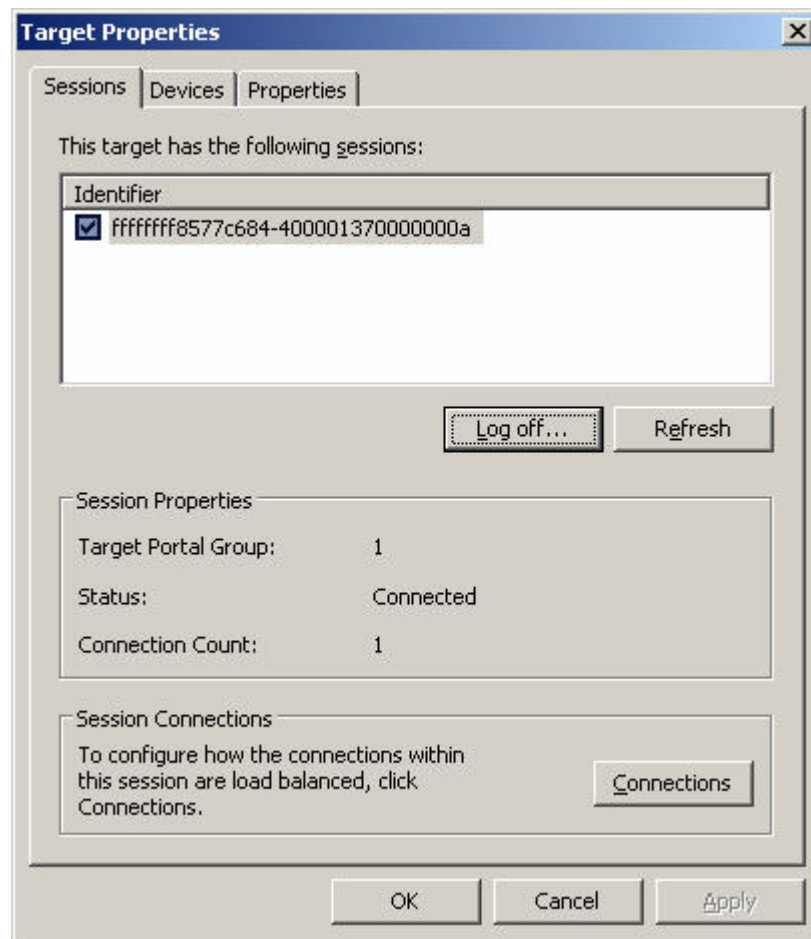 Target Properties
Sessions Devices Properties
This target has the following sessions:
Identifier
ffffffff8577c684-400001370000000a
Log off... Refresh
Session Properties
Target Portal Group: 1
Status: Connected
Connection Count: 1
Session Connections
To configure how the connections within
this session are load balanced, click
Connections.
Connections
OK Cancel Apply